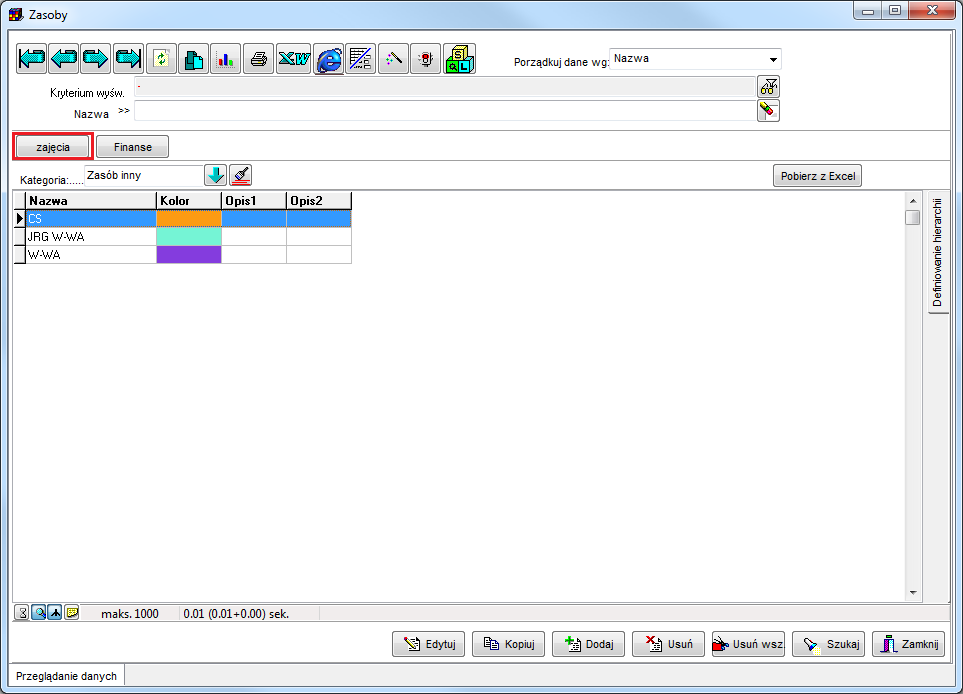 Zasoby
XW
SQL
Porządkuj dane wg: Nazwa
Kryterium wyśw. -
Nazwa >>
zajęcia Finanse
Kategoria:..... Zasób inny Pobierz z Excel
Nazwa Kolor Opis1 Opis2
CS
JRG W-WA
W-WA
Definiowanie hierarchii
maks. 1000 0.01 (0.01+0.00) sek.
Edytuj Kopiuj Dodaj Usuń Usuń wsz Szukaj Zamknij
Przeglądanie danych